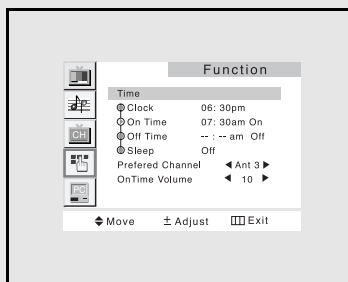 Function
Time
Clock 06: 30pm
On Time 07: 30am On
Off Time -- : -- am Off
Sleep Off
Prefered Channel ◀ Ant 3 ▶
OnTime Volume ◀ 10 ▶
CH
PC
Move ± Adjust Exit